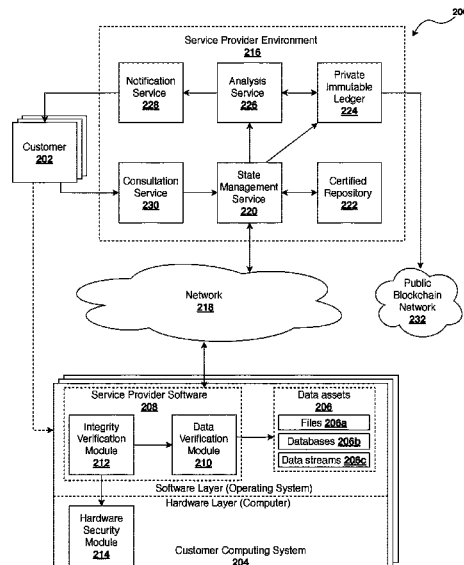 200
Service Provider Environment
216
Notification
Service
228
Analysis
Service
226
Private
Immutable
Ledger
224
Customer
202
Consultation
Service
230
State
Management
Service
220
Certified
Repository
222
Network
218
Public
Blockchain
Network
232
Service Provider Software
208
Data assets
206
Integrity
Verification
Module
212
Data
Verification
Module
210
Files 206a
Databases 206b
Data streams 206c
Software Layer (Operating System)
Hardware Layer (Computer)
Hardware
Security
Module
214
Customer Computing System
204